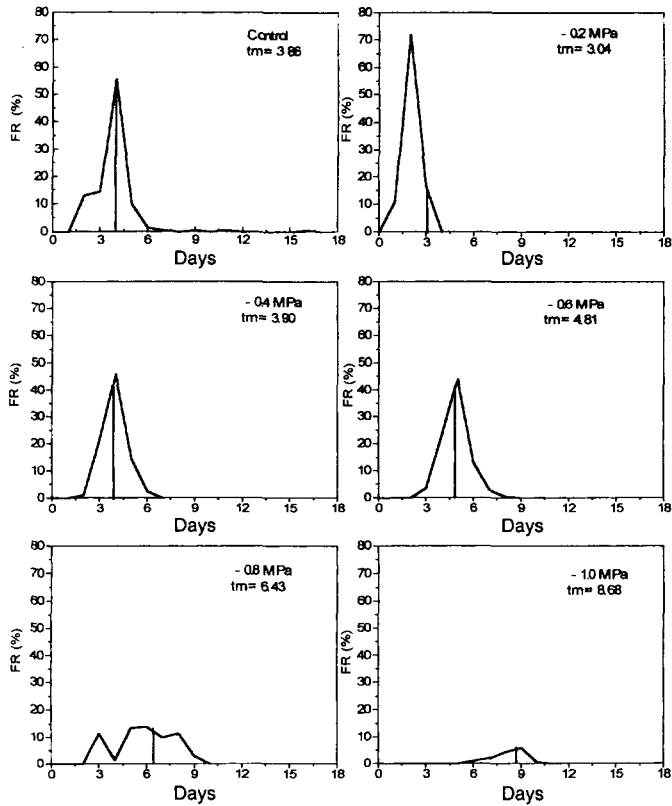 80
70
60
50
40
30
20
10
0
FR (%)
Control
tm= 3.86
0 3 6 9 12 15 18
Days
80
70
60
50
40
30
20
10
0
FR (%)
- 0.2 MPa
tm= 3.04
0 3 6 9 12 15 18
Days
80
70
60
50
40
30
20
10
0
FR (%)
- 0.4 MPa
tm= 3.90
0 3 6 9 12 15 18
Days
80
70
60
50
40
30
20
10
0
FR (%)
- 0.6 MPa
tm= 4.81
0 3 6 9 12 15 18
Days
80
70
60
50
40
30
20
10
0
FR (%)
- 0.8 MPa
tm= 6.43
0 3 6 9 12 15 18
Days
80
70
60
50
40
30
20
10
0
FR (%)
- 1.0 MPa
tm= 8.68
0 3 6 9 12 15 18
Days